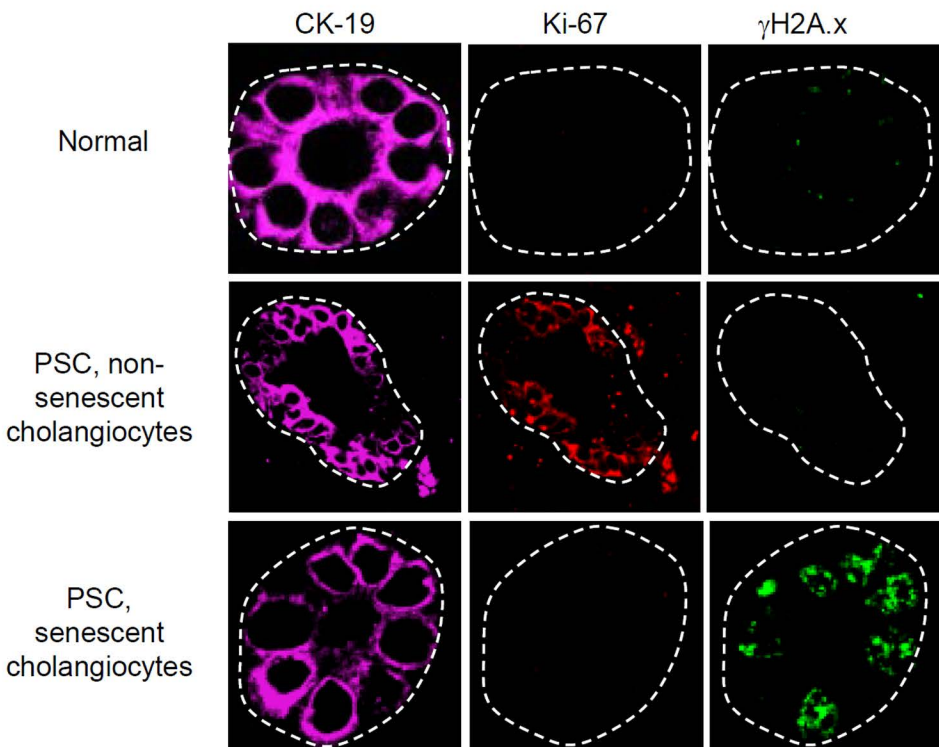 CK-19 Ki-67 γH2A.x
Normal
PSC, non-
senescent
cholangiocytes
PSC,
senescent
cholangiocytes